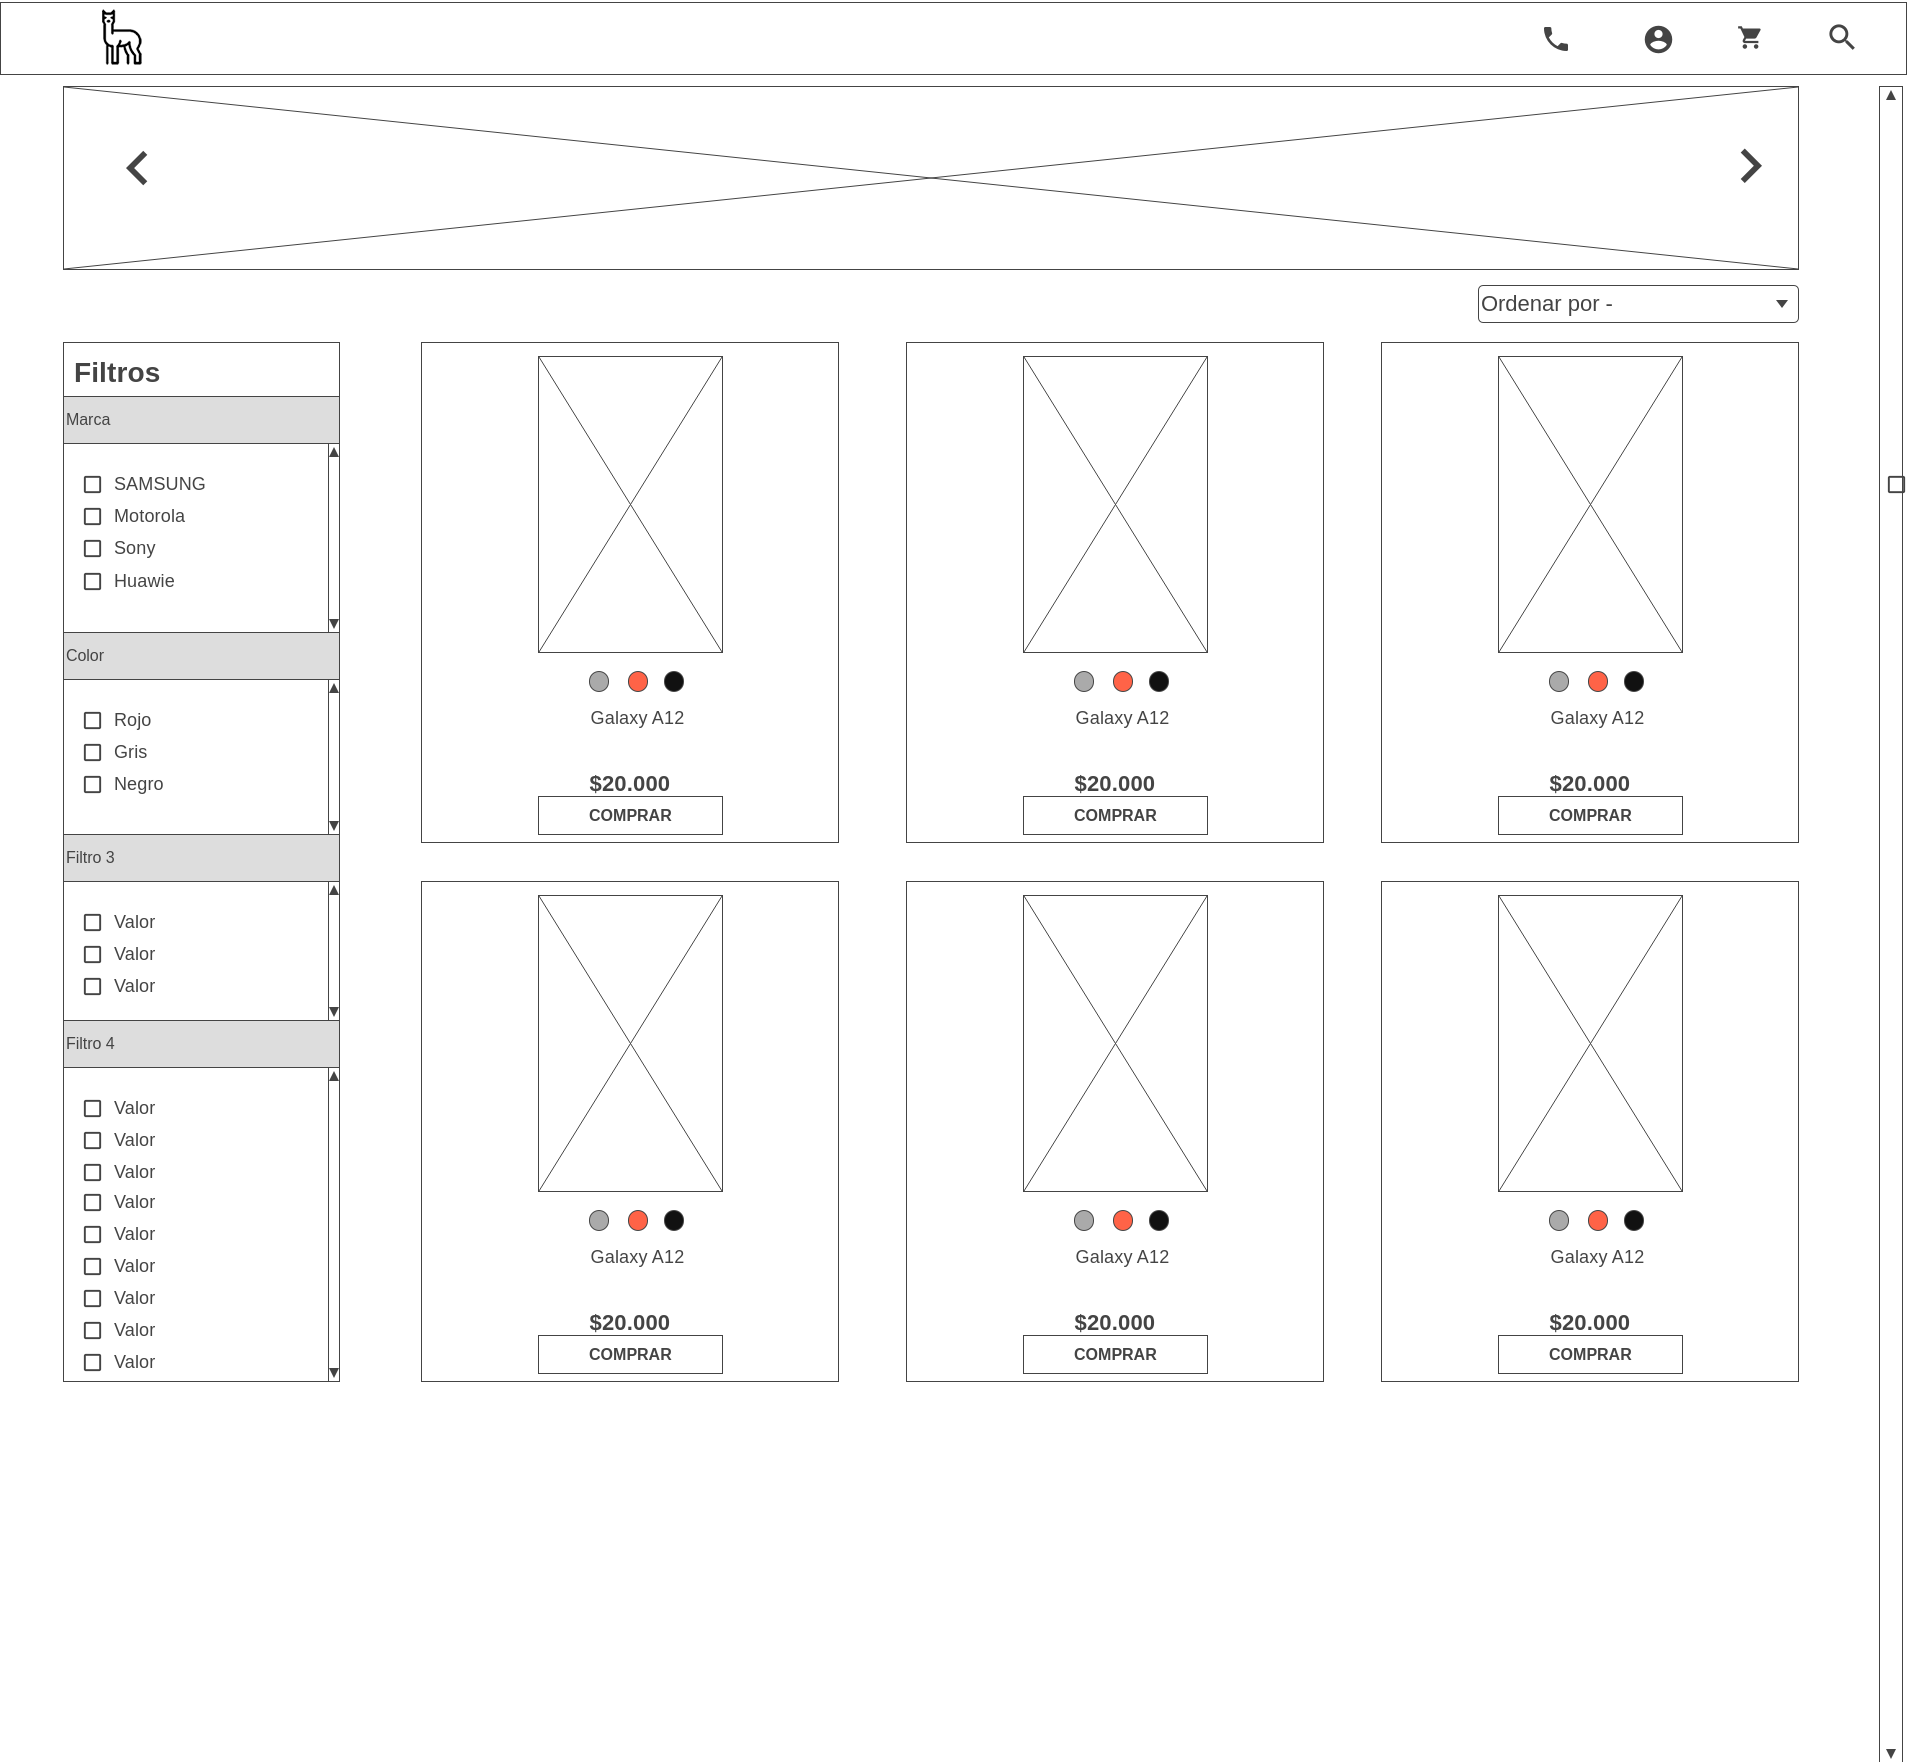 Ordenar por -
Filtros
Marca
SAMSUNG
Motorola
Sony
Huawie
Color
Rojo
Gris
Negro
Filtro 3
Valor
Valor
Valor
Filtro 4
Valor
Valor
Valor
Valor
Valor
Valor
Valor
Valor
Valor
Galaxy A12
$20.000
COMPRAR
Galaxy A12
$20.000
COMPRAR
Galaxy A12
$20.000
COMPRAR
Galaxy A12
$20.000
COMPRAR
Galaxy A12
$20.000
COMPRAR
Galaxy A12
$20.000
COMPRAR